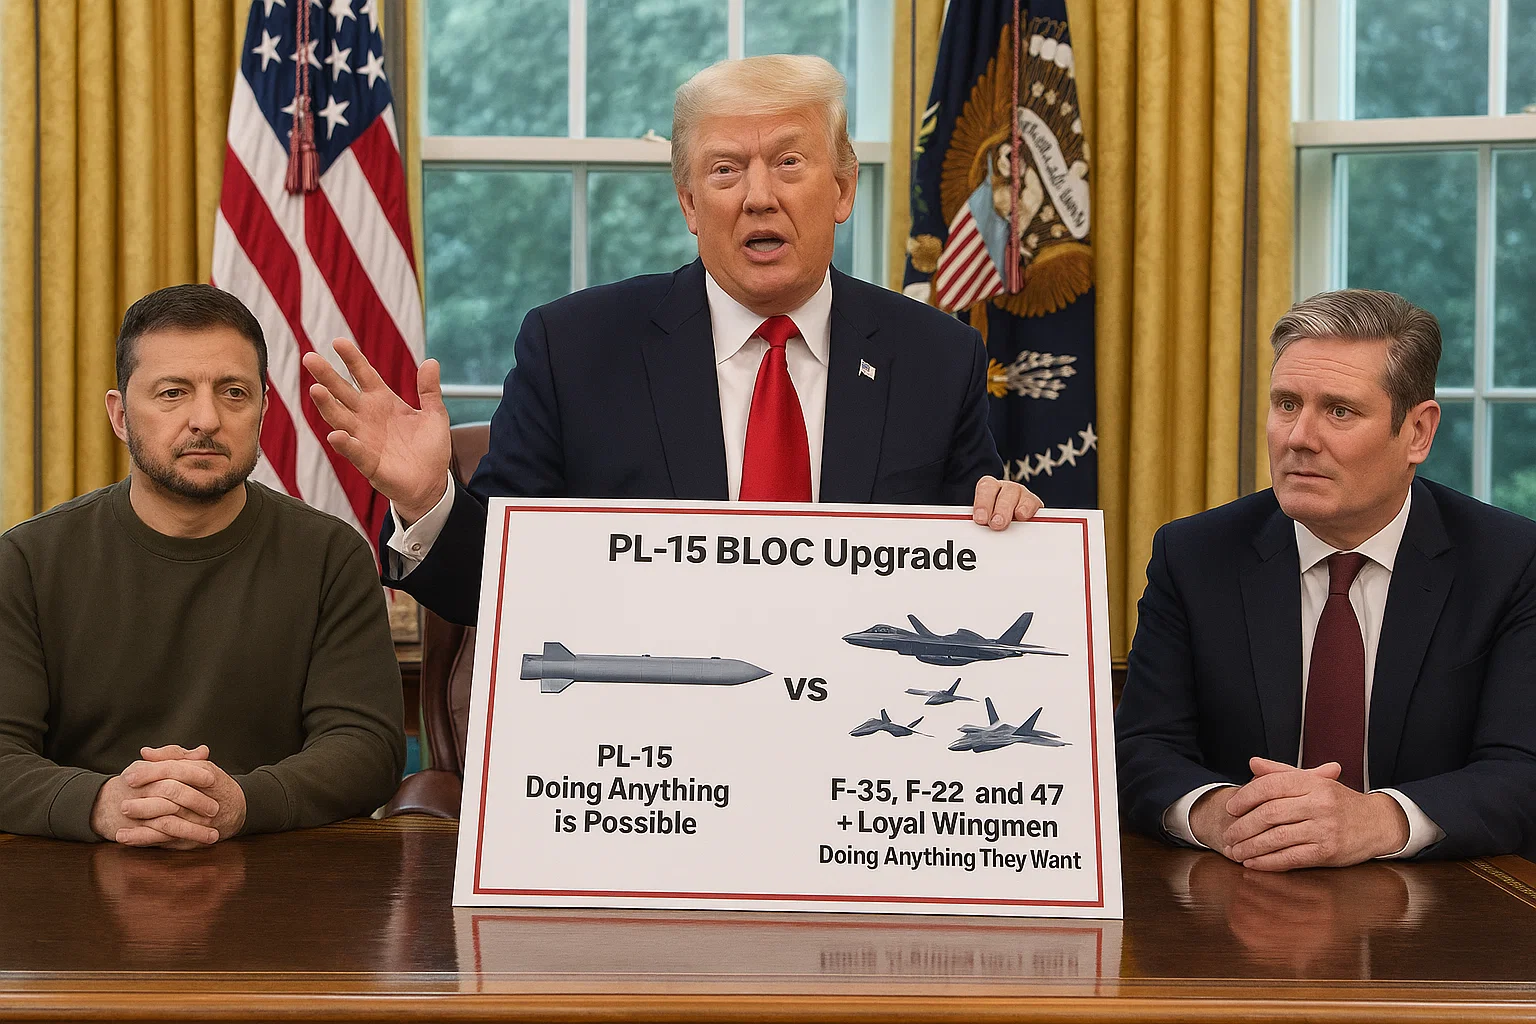 PL-15 BLOC Upgrade
vs
PL-15
Doing Anything
is Possible
F-35, F-22 and 47
+ Loyal Wingmen
Doing Anything They Want